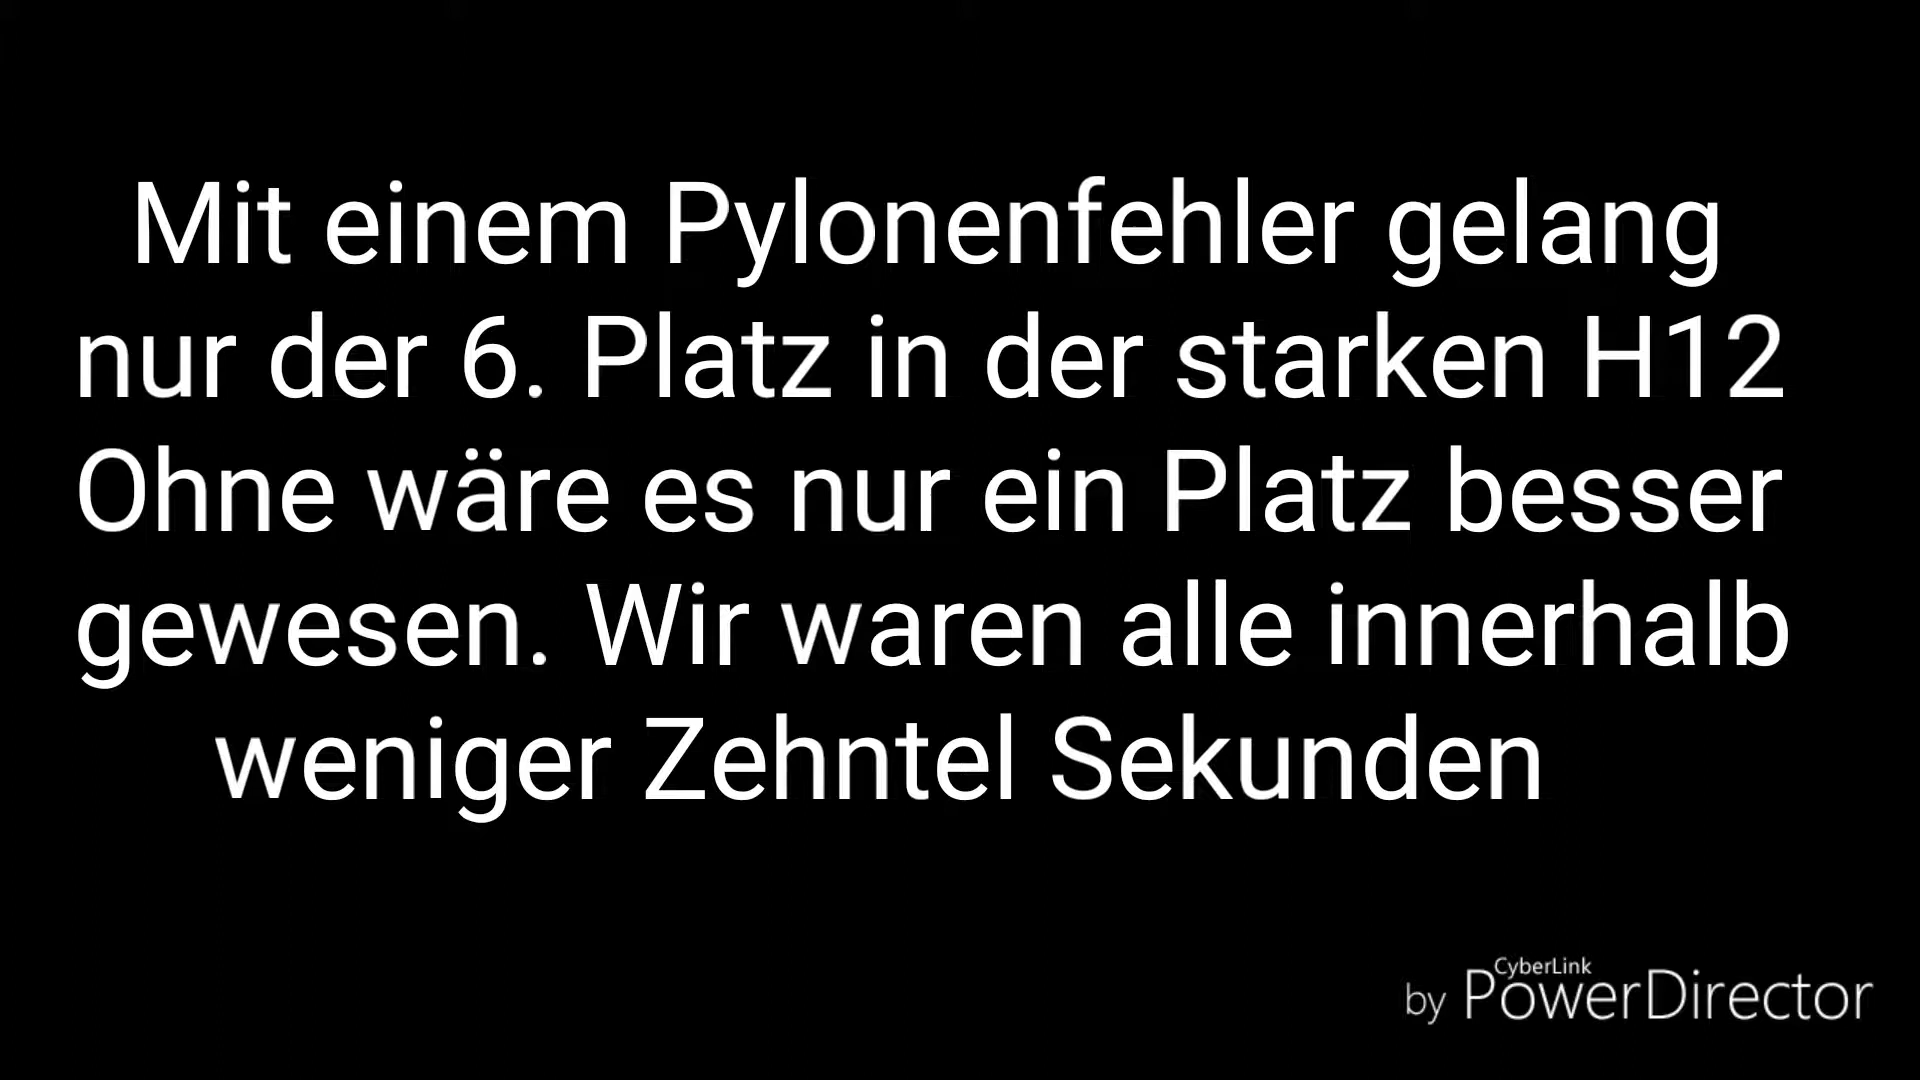 Mit einem Pylonenfehler gelang
nur der 6. Platz in der starken H12
Ohne wäre es nur ein Platz besser
gewesen. Wir waren alle innerhalb
weniger Zehntel Sekunden
CyberLink
by PowerDirector